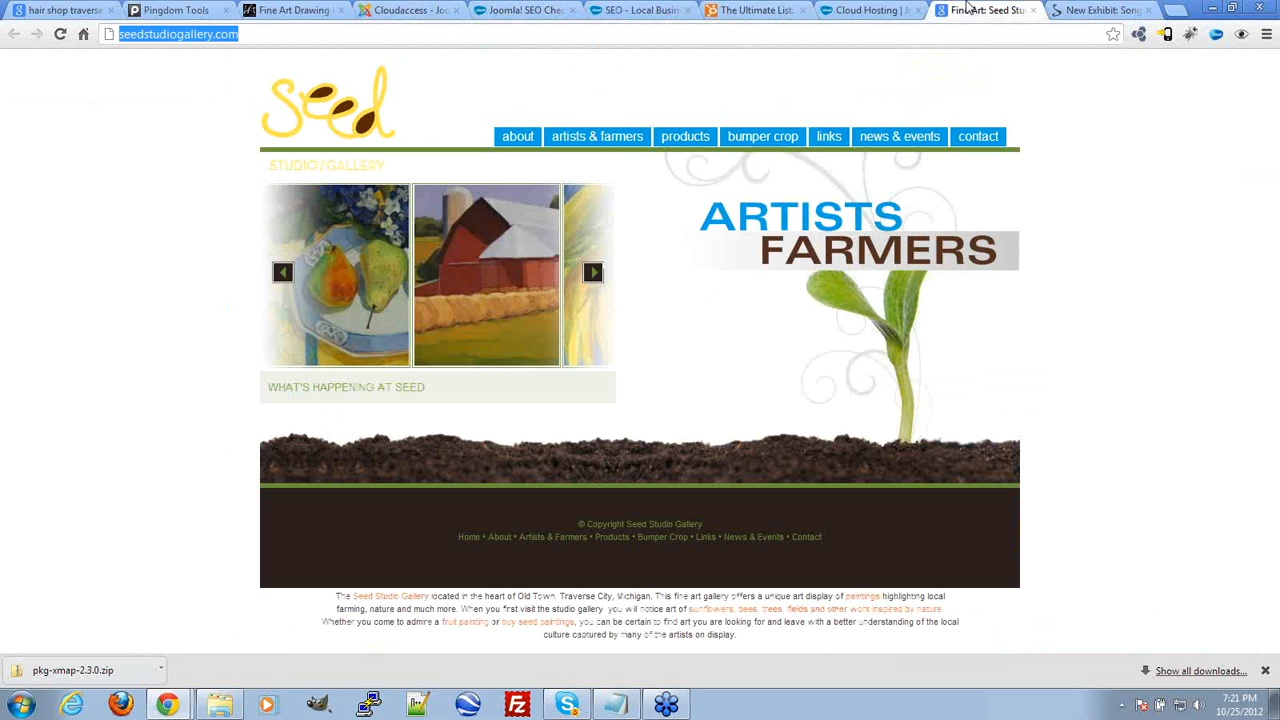 hair shop traverse
Pingdom Tools
Fine Art Drawing
Cloudaccess - Joo
Joomla! SEO Chec
SEO - Local Busin
The Ultimate List
Cloud Hosting | J
Fine Art: Seed Stu
New Exhibit: Song
seedstudiogallery.com
seed
about artists & farmers products bumper crop links news & events contact
STUDIO / GALLERY
ARTISTS
FARMERS
WHAT'S HAPPENING AT SEED
© Copyright Seed Studio Gallery
Home • About • Artists & Farmers • Products • Bumper Crop • Links • News & Events • Contact
The Seed Studio Gallery located in the heart of Old Town, Traverse City, Michigan. This fine art gallery offers a unique art display of paintings highlighting local
farming, nature and much more. When you first visit the studio gallery you will notice art of sunflowers, bees, trees, fields and other work inspired by nature
Whether you come to admire a fruit painting or buy seed paintings, you can be certain to find art you are looking for and leave with a better understanding of the local
culture captured by many of the artists on display.
pkg-xmap-2.3.0.zip
Show all downloads...
7:21 PM
10/25/2012